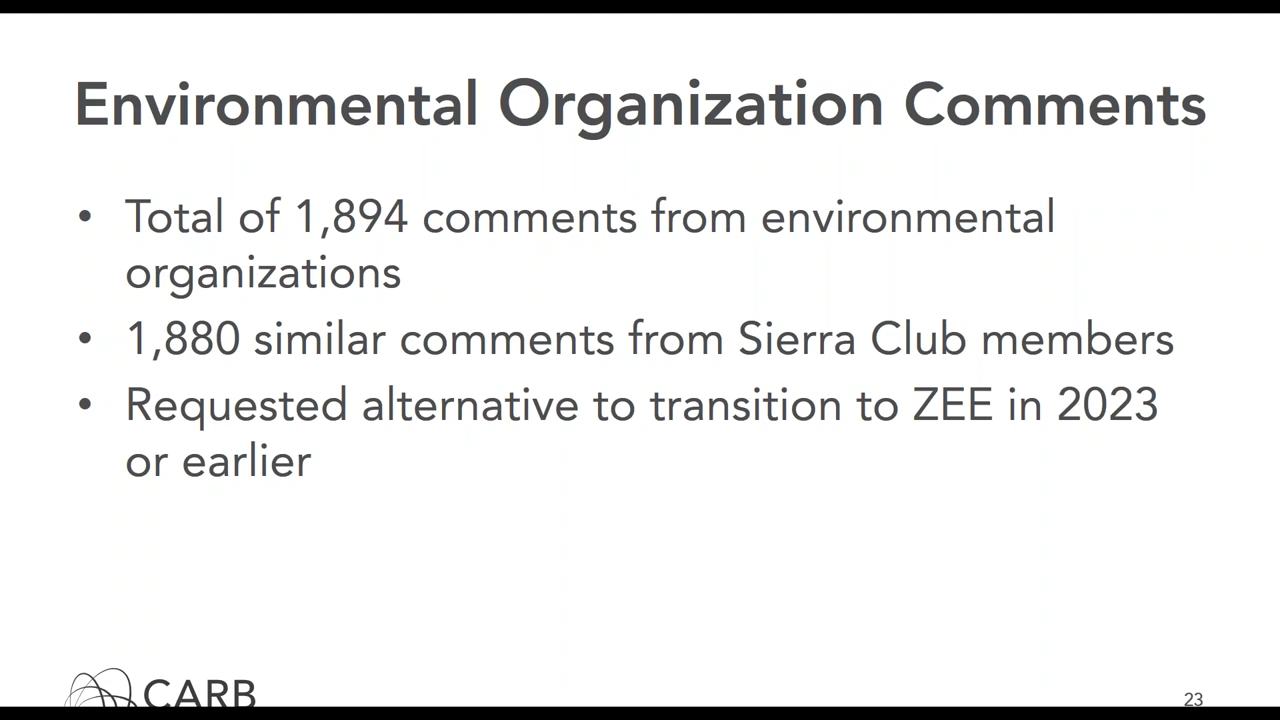 Environmental Organization Comments
• Total of 1,894 comments from environmental
organizations
• 1,880 similar comments from Sierra Club members
• Requested alternative to transition to ZEE in 2023
or earlier
CARB
23